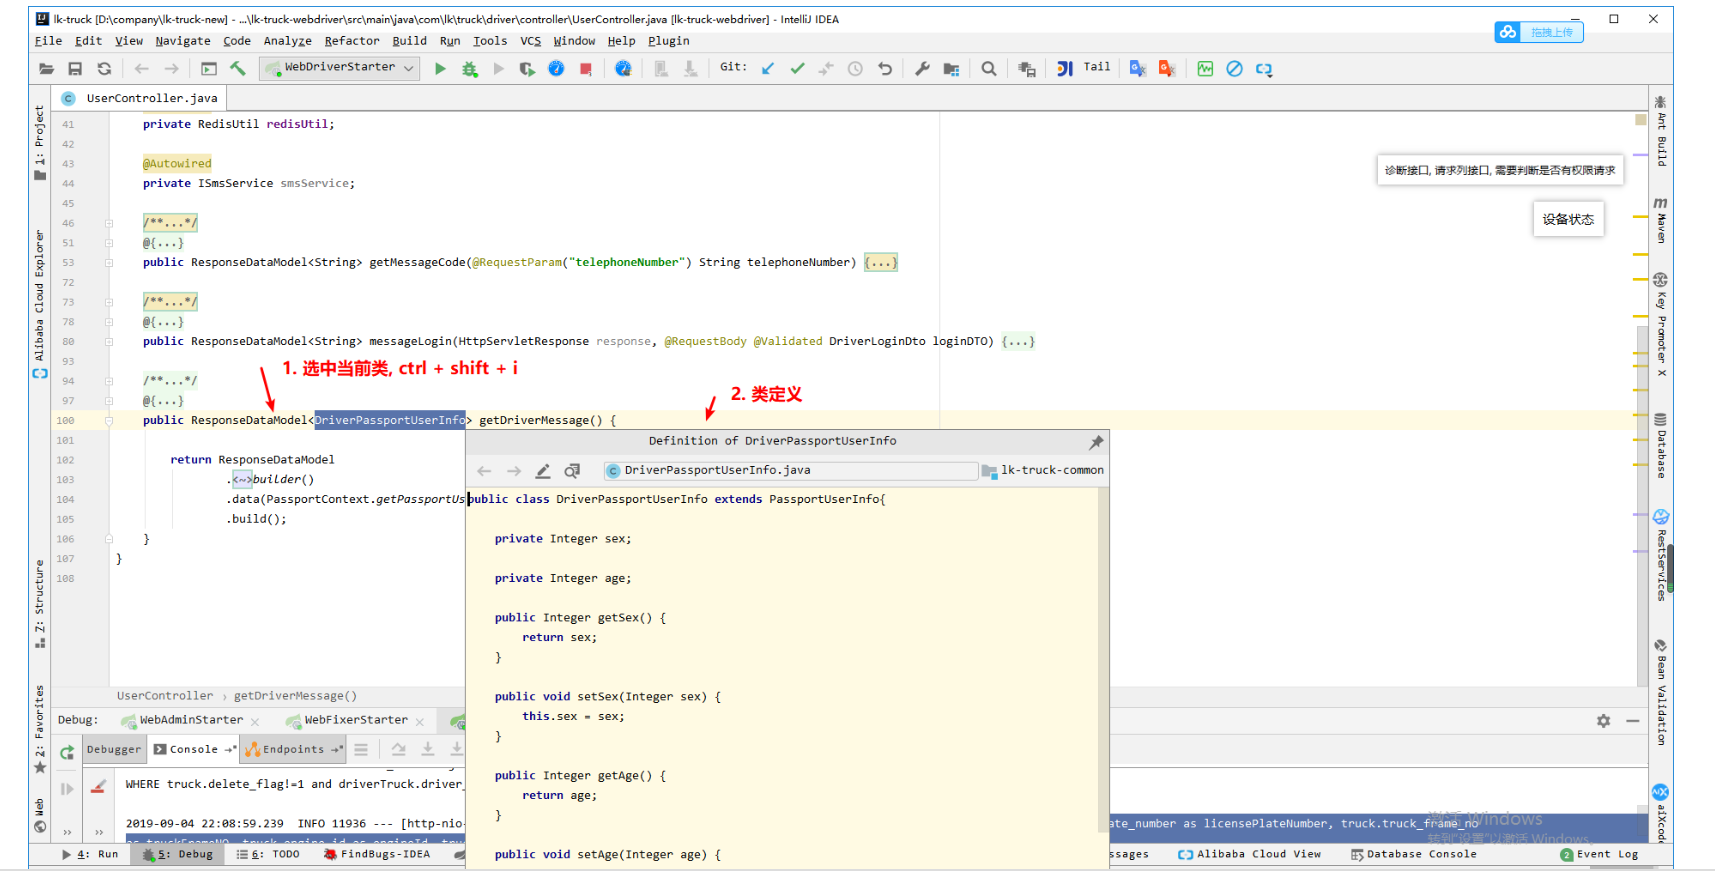 lk-truck [D:\company\lk-truck-new] - ...\lk-truck-webdriver\src\main\java\com\lk\truck\driver\controller\UserController.java [lk-truck-webdriver] - IntelliJ IDEA
File Edit View Navigate Code Analyze Refactor Build Run Tools VCS Window Help Plugin
拖拽上传
WebDriverStarter Git: Tail
UserController.java
1: Project
Alibaba Cloud Explorer
Z: Structure
2: Favorites
Web
41 private RedisUtil redisUtil;
42
43 @Autowired
44 private ISmsService smsService;
45
46 /**...*/
51 @{...}
53 public ResponseDataModel<String> getMessageCode(@RequestParam("telephoneNumber") String telephoneNumber) {...}
72
73 /**...*/
78 @{...}
80 public ResponseDataModel<String> messageLogin(HttpServletResponse response, @RequestBody @Validated DriverLoginDto loginDTO) {...}
93
1. 选中当前类, ctrl + shift + i
94 /**...*/
2. 类定义
97 @{...}
100 public ResponseDataModel<DriverPassportUserInfo> getDriverMessage() {
101
102 return ResponseDataModel
103 .<~>builder()
104 .data(PassportContext.getPassportUs
105 .build();
106 }
107 }
108
诊断接口, 请求列接口, 需要判断是否有权限请求
设备状态
Definition of DriverPassportUserInfo
DriverPassportUserInfo.java lk-truck-common
public class DriverPassportUserInfo extends PassportUserInfo{
private Integer sex;
private Integer age;
public Integer getSex() {
return sex;
}
public void setSex(Integer sex) {
this.sex = sex;
}
public Integer getAge() {
return age;
}
public void setAge(Integer age) {
Ant Build
Maven
Key Promoter X
Database
RestServices
Bean Validation
aiXcode
UserController › getDriverMessage()
Debug: WebAdminStarter WebFixerStarter
Debugger Console Endpoints
WHERE truck.delete_flag!=1 and driverTruck.driver_
2019-09-04 22:08:59.239 INFO 11936 --- [http-nio-
ate_number as licensePlateNumber, truck.truck_frame_no
激活 Windows
转到"设置"以激活 Windows。
4: Run 5: Debug 6: TODO FindBugs-IDEA ssages Alibaba Cloud View Database Console 2 Event Log